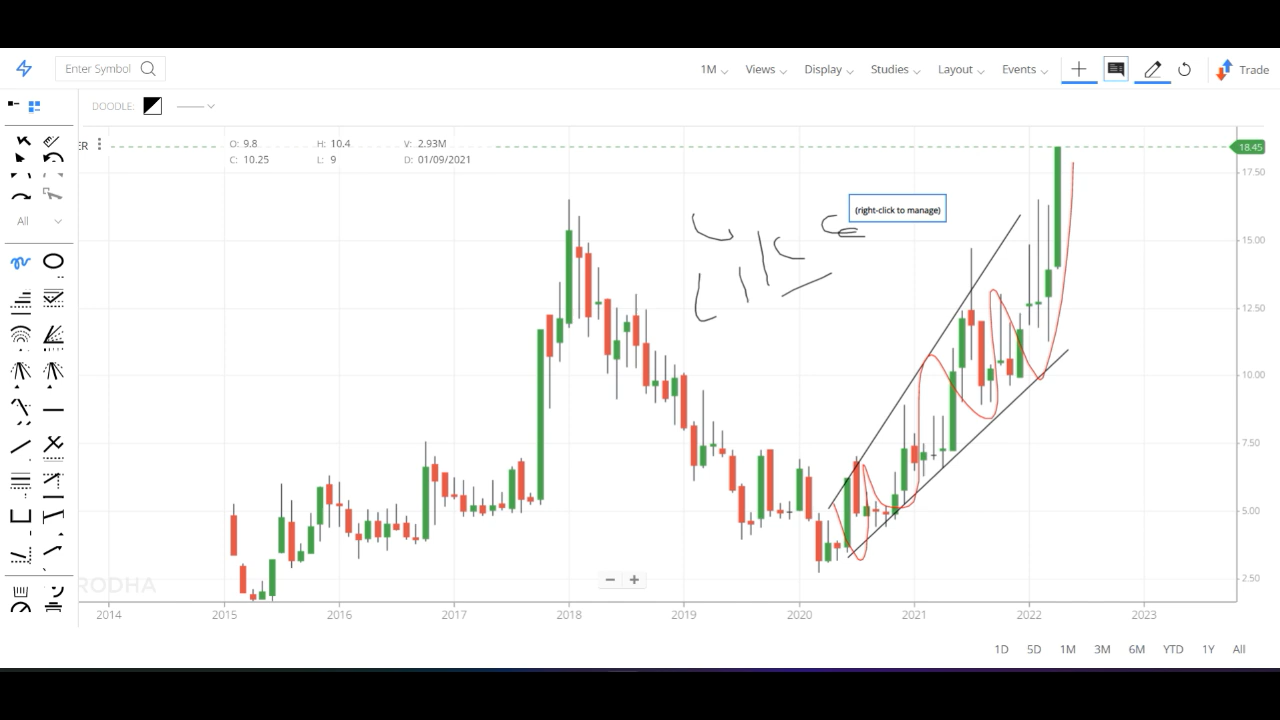 Enter Symbol
1M Views Display Studies Layout Events Trade
DOODLE:
ER O: 9.8 H: 10.4 V: 2.93M
C: 10.25 L: 9 D: 01/09/2021
18.45
17.50
All
(right-click to manage)
15.00
12.50
10.00
7.50
5.00
2.50
RODHA
2014 2015 2016 2017 2018 2019 2020 2021 2022 2023
1D 5D 1M 3M 6M YTD 1Y All